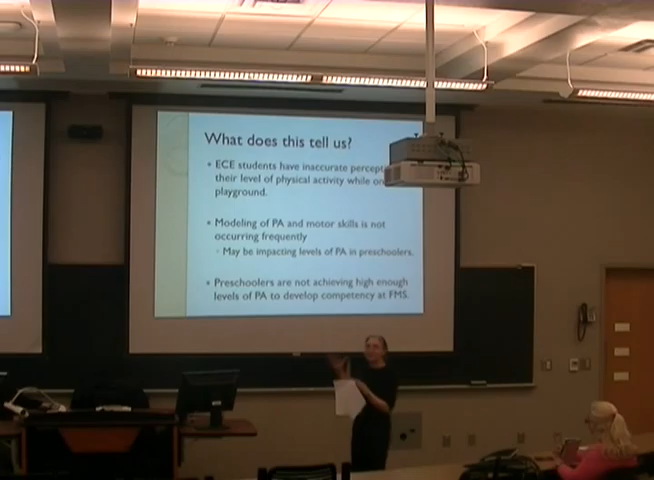 What does this tell us?
• ECE students have inaccurate
their level of physical activity while on
playground.
• Modeling of PA and motor skills is not
occurring frequently
- May be impacting levels of PA in preschoolers.
• Preschoolers are not achieving high enough
levels of PA to develop competency at FMS.